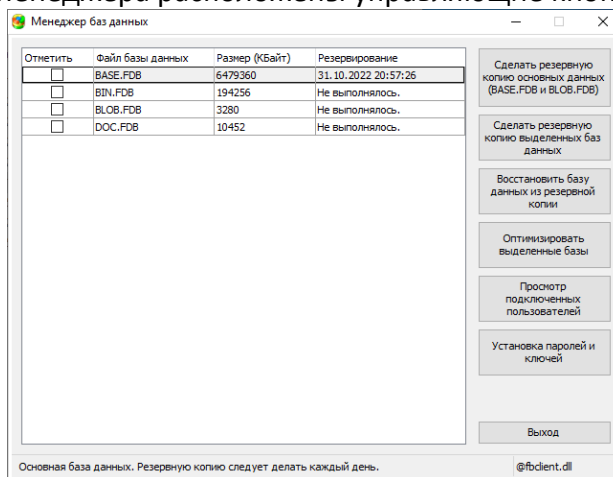 менеджера расположены управляющие кноп
Менеджер баз данных
Отметить Файл базы данных Размер (КБайт) Резервирование
BASE.FDB 6479360 31.10.2022 20:57:26
BIN.FDB 194256 Не выполнялось.
BLOB.FDB 3280 Не выполнялось.
DOC.FDB 10452 Не выполнялось.
Сделать резервную
копию основных данных
(BASE.FDB и BLOB.FDB)
Сделать резервную
копию выделенных баз
данных
Восстановить базу
данных из резервной
копии
Оптимизировать
выделенные базы
Просмотр
подключенных
пользователей
Установка паролей и
ключей
Выход
Основная база данных. Резервную копию следует делать каждый день. @fbclient.dll